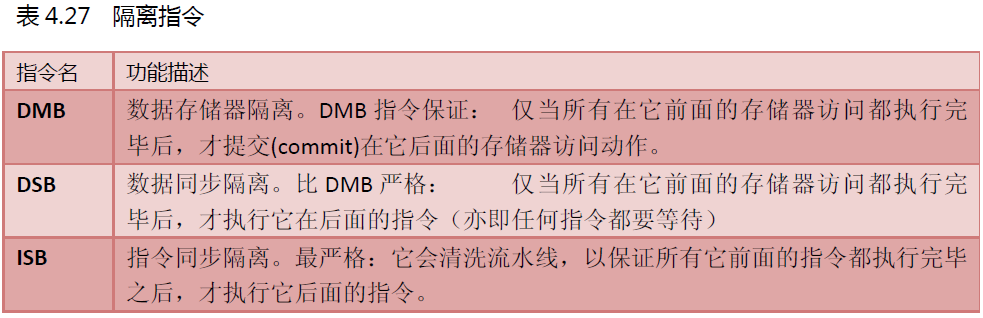 表 4.27 隔离指令
指令名 功能描述
DMB 数据存储器隔离。DMB 指令保证： 仅当所有在它前面的存储器访问都执行完
毕后，才提交(commit)在它后面的存储器访问动作。
DSB 数据同步隔离。比 DMB 严格： 仅当所有在它前面的存储器访问都执行完
毕后，才执行它在后面的指令（亦即任何指令都要等待）
ISB 指令同步隔离。最严格：它会清洗流水线，以保证所有它前面的指令都执行完毕
之后，才执行它后面的指令。